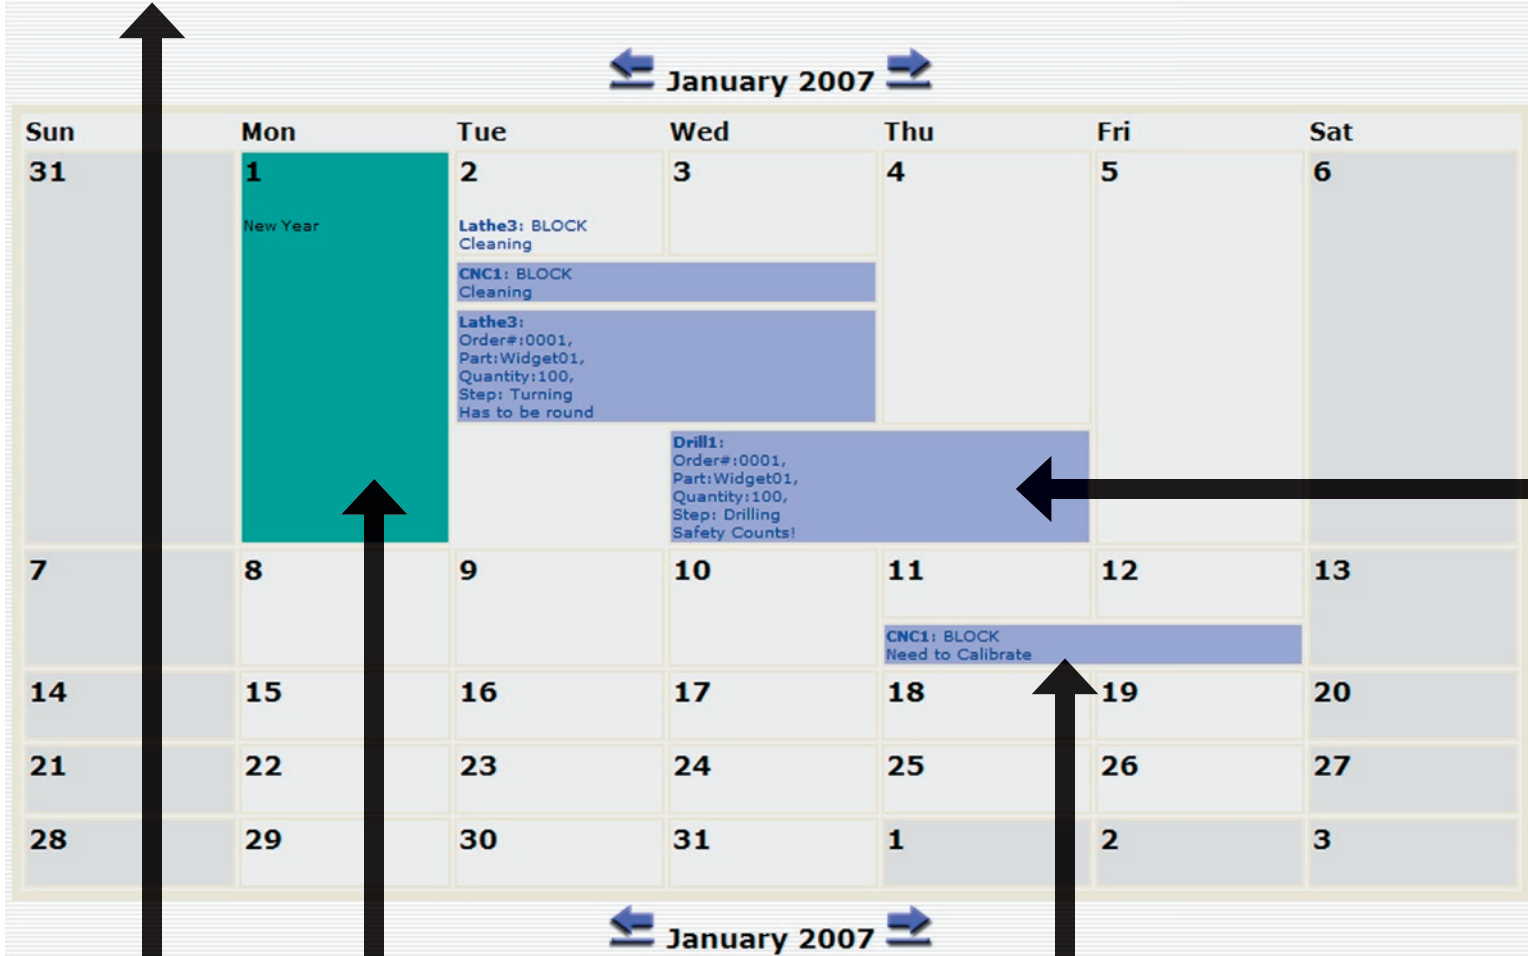 January 2007
Sun Mon Tue Wed Thu Fri Sat
31 1 2 3 4 5 6
New Year
Lathe3: BLOCK
Cleaning
CNC1: BLOCK
Cleaning
Lathe3:
Order#:0001,
Part:Widget01,
Quantity:100,
Step: Turning
Has to be round
Drill1:
Order#:0001,
Part:Widget01,
Quantity:100,
Step: Drilling
Safety Counts!
7 8 9 10 11 12 13
CNC1: BLOCK
Need to Calibrate
14 15 16 17 18 19 20
21 22 23 24 25 26 27
28 29 30 31 1 2 3
January 2007